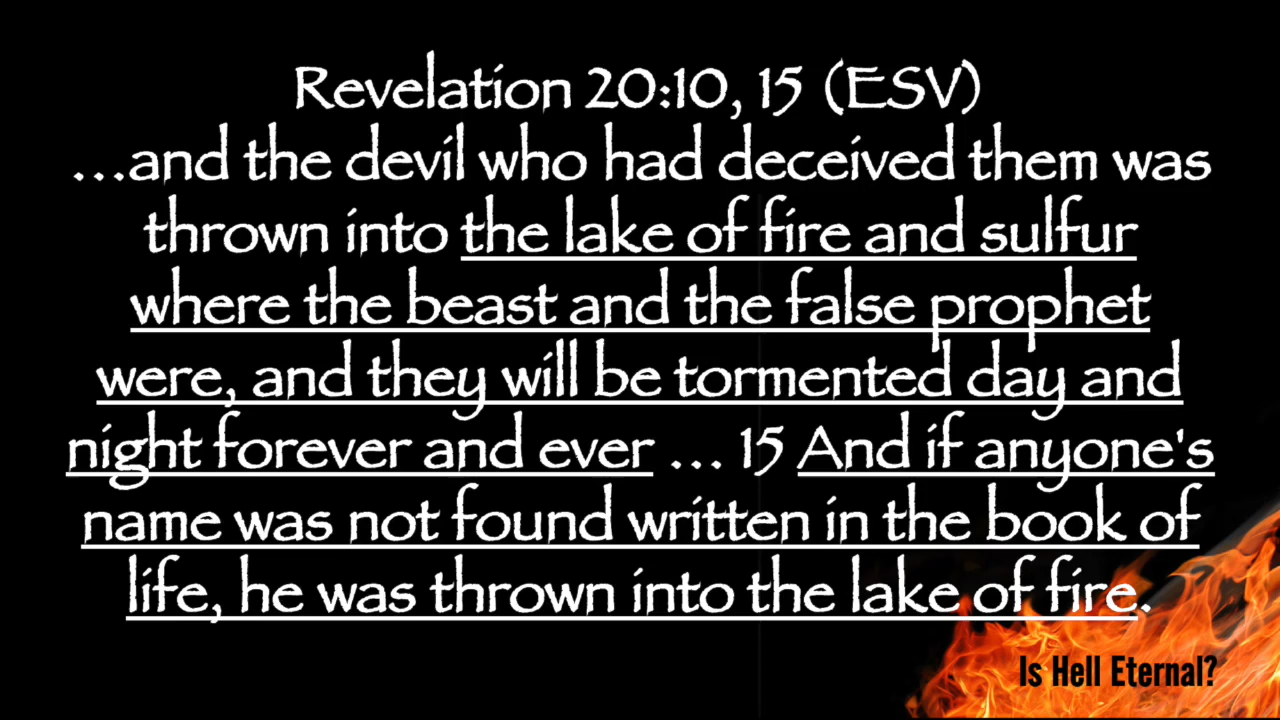 Revelation 20:10, 15 (ESV)
...and the devil who had deceived them was
thrown into the lake of fire and sulfur
where the beast and the false prophet
were, and they will be tormented day and
night forever and ever ... 15 And if anyone's
name was not found written in the book of
life, he was thrown into the lake of fire.
Is Hell Eternal?